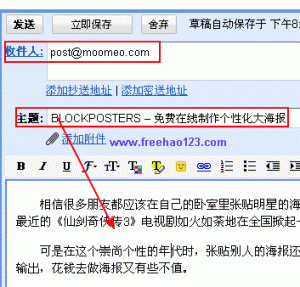 发送 立即保存 舍弃 草稿自动保存于 下午8:
收件人: post@moomeo.com
添加抄送地址 | 添加密送地址
主题: BLOCKPOSTERS – 免费在线制作个性化大海报
添加附件
www.freehao123.com
B I U
相信很多朋友都应该在自己的卧室里张贴明星的海
最近的《仙剑奇侠传3》电视剧如火如荼地在全国掀起一
可是在这个崇尚个性的年代时，张贴别人的海报还
输出，花钱去做海报又有些不值。